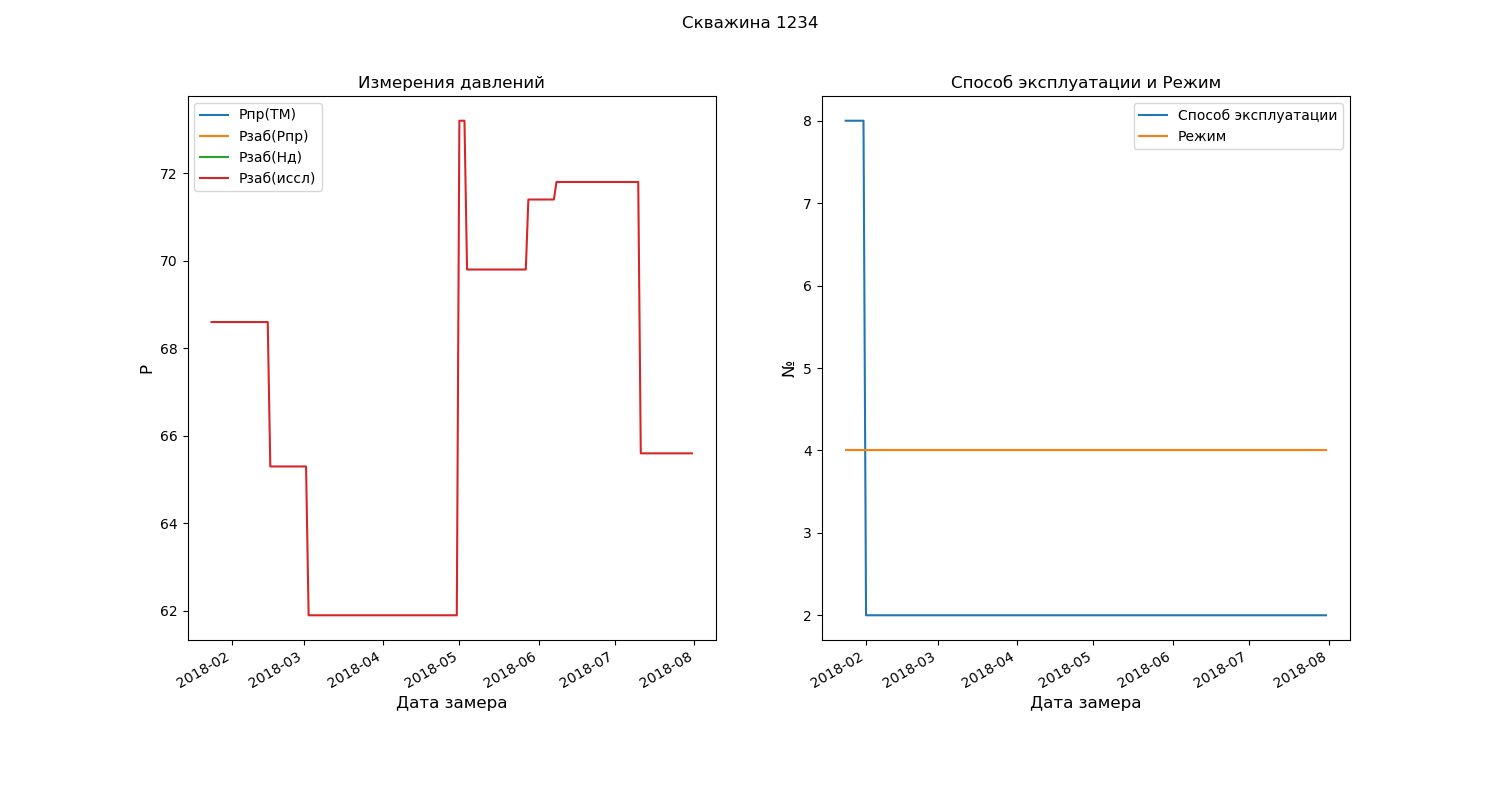 Скважина 1234
Измерения давлений
Рпр(ТМ)
Рзаб(Рпр)
Рзаб(Нд)
Рзаб(иссл)
72
70
68
66
64
62
P
2018-02
2018-03
2018-04
2018-05
2018-06
2018-07
2018-08
Дата замера
Способ эксплуатации и Режим
Способ эксплуатации
Режим
8
7
6
5
4
3
2
№
2018-02
2018-03
2018-04
2018-05
2018-06
2018-07
2018-08
Дата замера